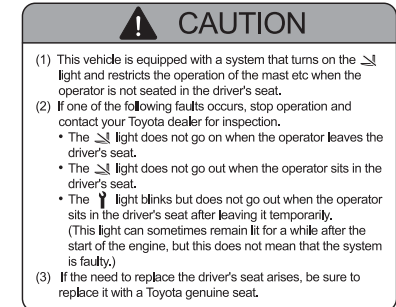 CAUTION
(1) This vehicle is equipped with a system that turns on the
light and restricts the operation of the mast etc when the
operator is not seated in the driver's seat.
(2) If one of the following faults occurs, stop operation and
contact your Toyota dealer for inspection.
• The light does not go on when the operator leaves the
driver's seat.
• The light does not go out when the operator sits in the
driver's seat.
• The light blinks but does not go out when the operator
sits in the driver's seat after leaving it temporarily.
(This light can sometimes remain lit for a while after the
start of the engine, but this does not mean that the system
is faulty.)
(3) If the need to replace the driver's seat arises, be sure to
replace it with a Toyota genuine seat.